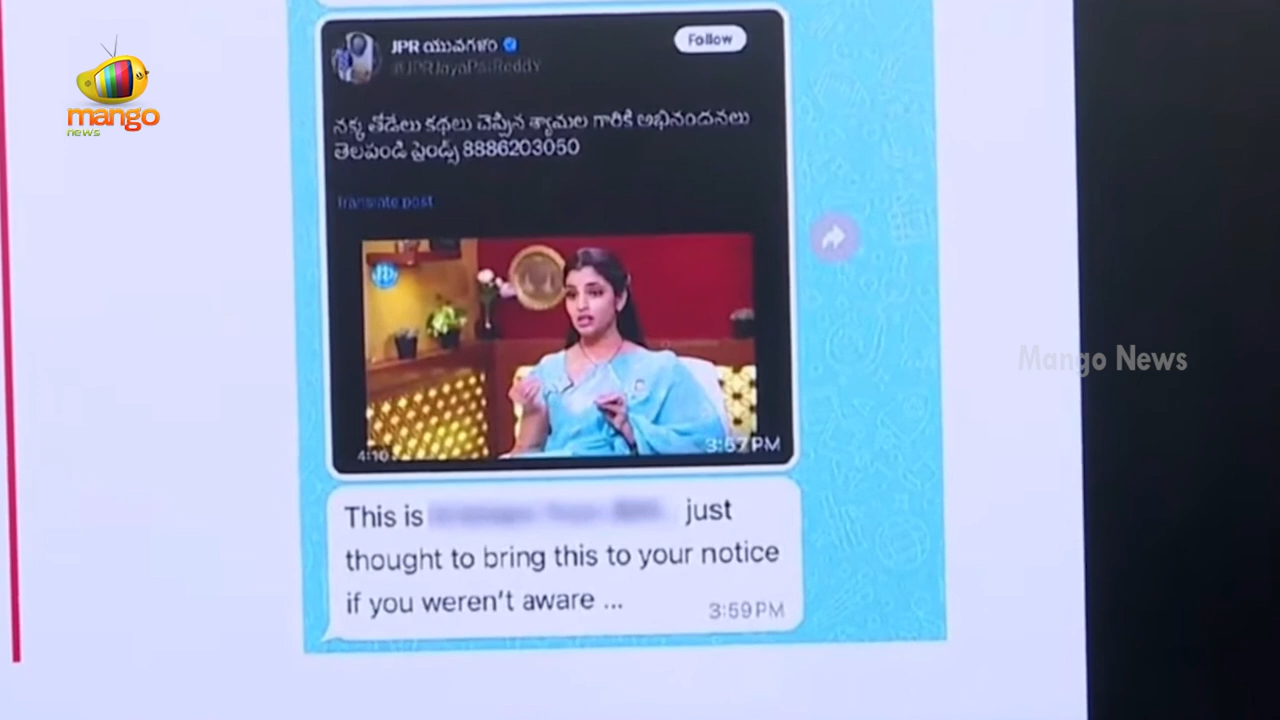 mango
news
JPR యువగళం
Follow
నక్క తోడేలు కథలు చెప్పిన శ్యామల గారికి అభినందనలు
తెలపండి ఫ్రెండ్స్ 8886203050
Translate post
4:10
3:57 PM
Mango News
This is just
thought to bring this to your notice
if you weren't aware ...
3:59 PM